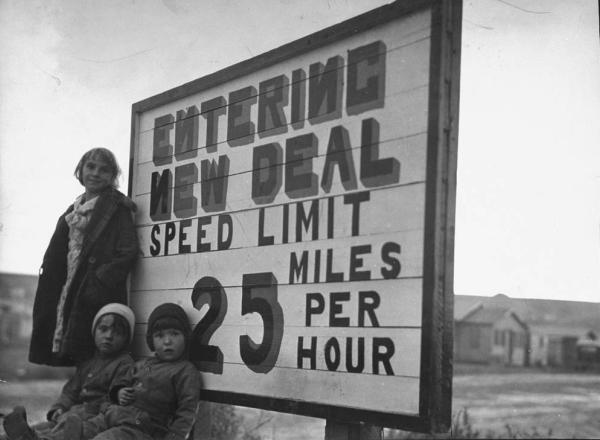 ENTERING
NEW DEAL
SPEED LIMIT
25 MILES
PER
HOUR